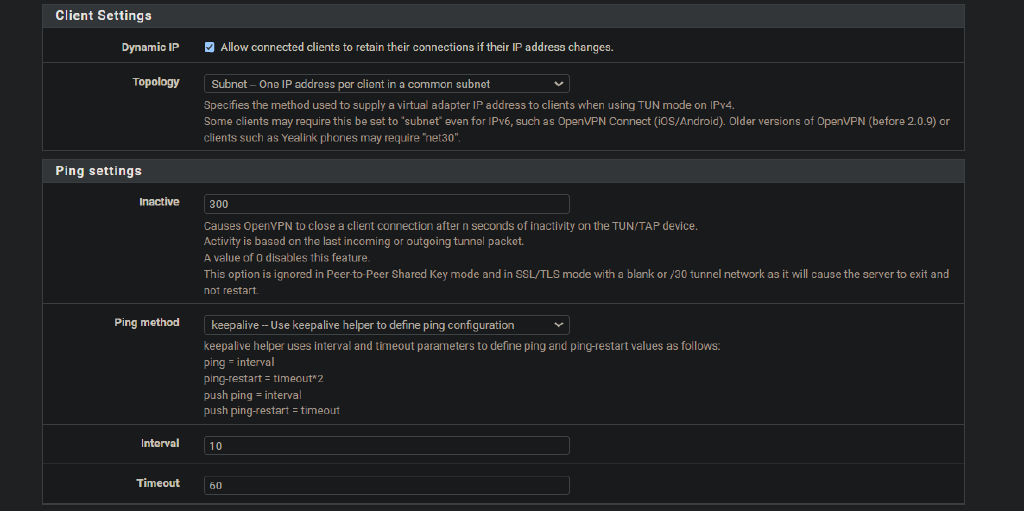 Client Settings
Dynamic IP
Allow connected clients to retain their connections if their IP address changes.
Topology
Subnet -- One IP address per client in a common subnet
Specifies the method used to supply a virtual adapter IP address to clients when using TUN mode on IPv4.
Some clients may require this be set to "subnet" even for IPv6, such as OpenVPN Connect (iOS/Android). Older versions of OpenVPN (before 2.0.9) or
clients such as Yealink phones may require "net30".
Ping settings
Inactive
300
Causes OpenVPN to close a client connection after n seconds of inactivity on the TUN/TAP device.
Activity is based on the last incoming or outgoing tunnel packet.
A value of 0 disables this feature.
This option is ignored in Peer-to-Peer Shared Key mode and in SSL/TLS mode with a blank or /30 tunnel network as it will cause the server to exit and
not restart.
Ping method
keepalive -- Use keepalive helper to define ping configuration
keepalive helper uses interval and timeout parameters to define ping and ping-restart values as follows:
ping = interval
ping-restart = timeout*2
push ping = interval
push ping-restart = timeout
Interval
10
Timeout
60